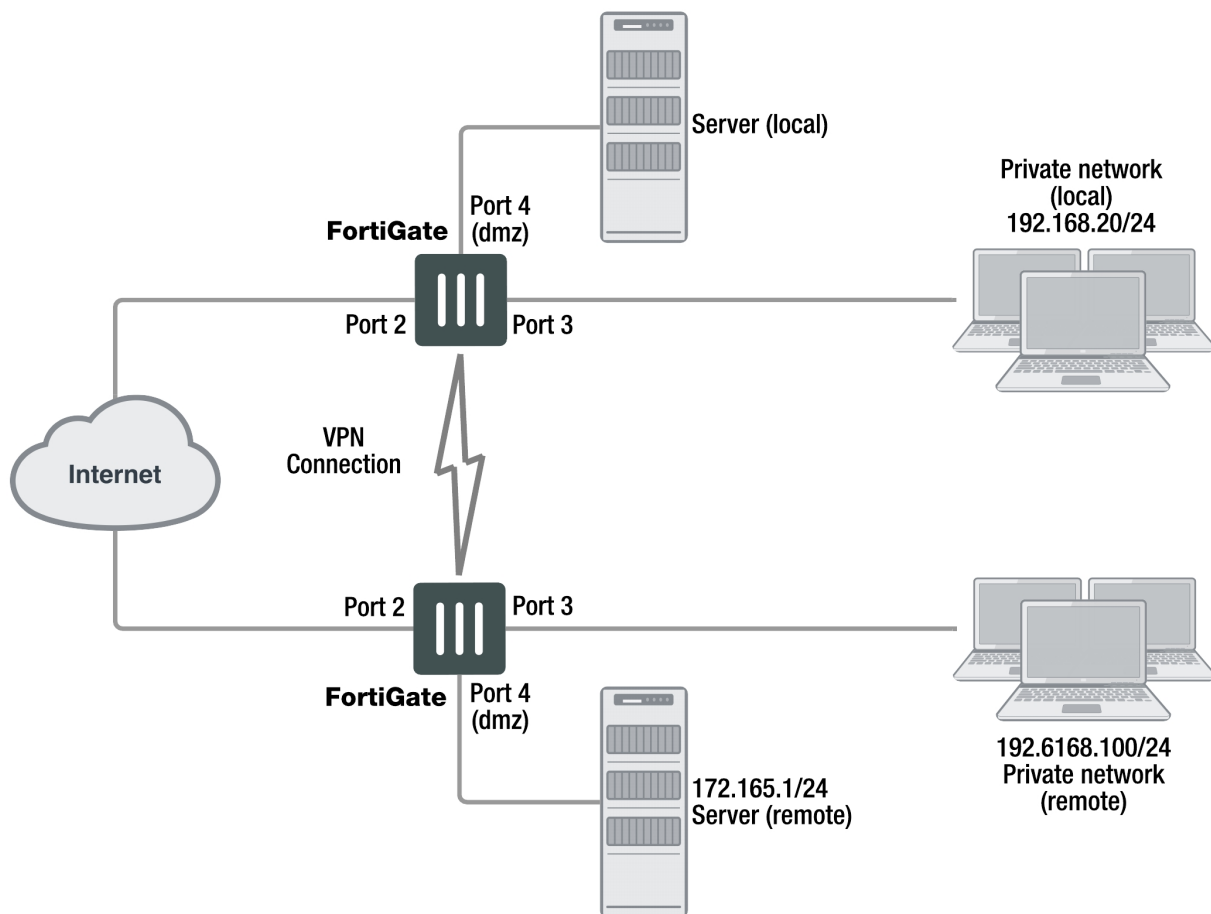 Server (local)
Port 4
(dmz)
FortiGate
Private network
(local)
192.168.20/24
Port 2
Port 3
VPN
Connection
Internet
Port 2
Port 3
FortiGate
Port 4
(dmz)
172.165.1/24
Server (remote)
192.6168.100/24
Private network
(remote)